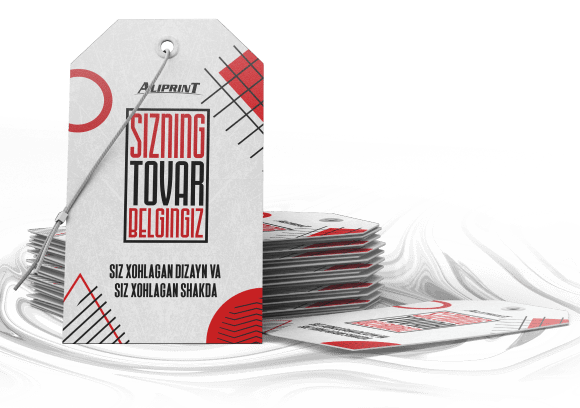 ALIPRINT
SIZNING
TOVAR
BELGINGIZ
SIZ XOHLAGAN DIZAYN VA
SIZ XOHLAGAN SHAKDA